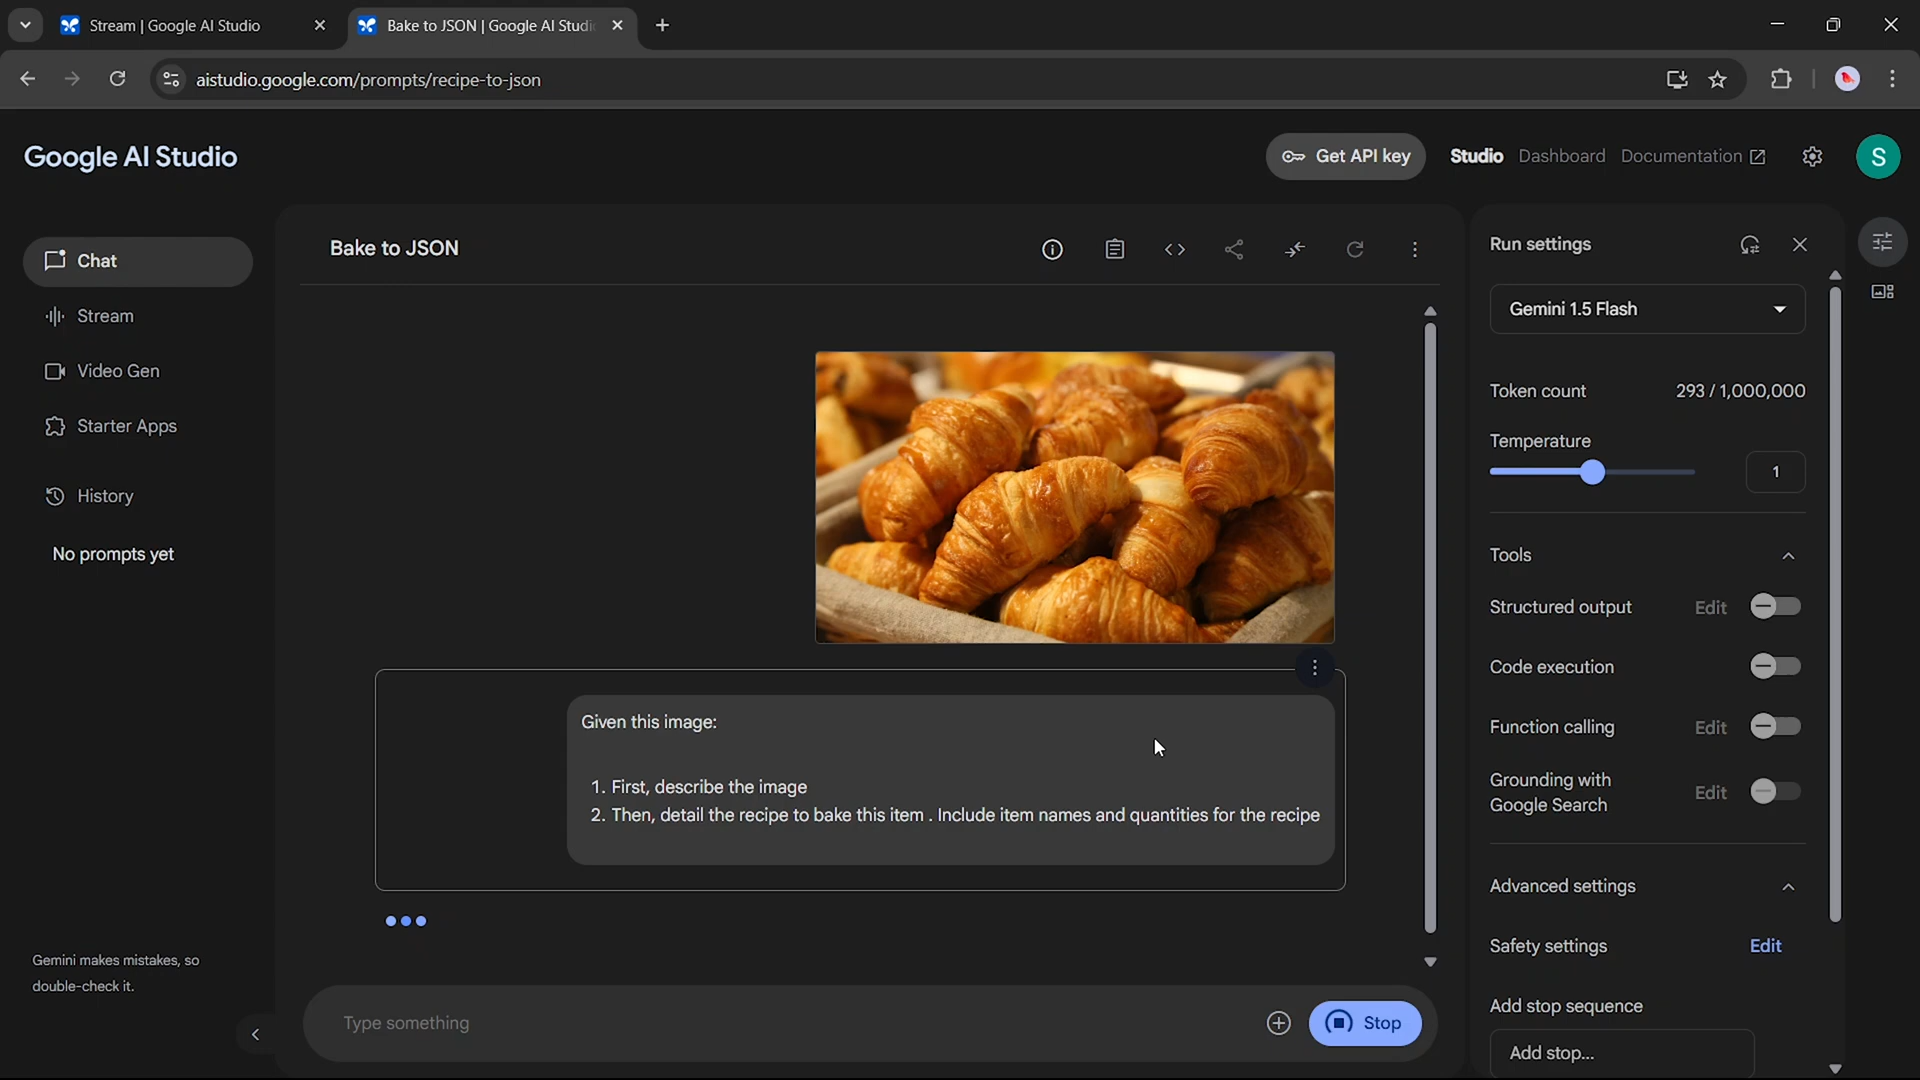 Stream | Google AI Studio
Bake to JSON | Google AI Studi
aistudio.google.com/prompts/recipe-to-json
Google AI Studio
Get API key
Studio
Dashboard
Documentation
S
Chat
Stream
Video Gen
Starter Apps
History
No prompts yet
Gemini makes mistakes, so
double-check it.
Bake to JSON
Given this image:
1. First, describe the image
2. Then, detail the recipe to bake this item . Include item names and quantities for the recipe
Type something
Stop
Run settings
Gemini 1.5 Flash
Token count 293 / 1,000,000
Temperature
1
Tools
Structured output Edit
Code execution
Function calling Edit
Grounding with
Google Search Edit
Advanced settings
Safety settings Edit
Add stop sequence
Add stop...